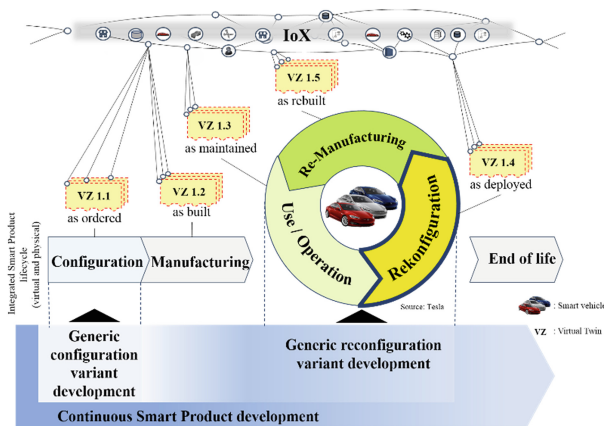 IoX
VZ 1.5
as rebuilt
VZ 1.3
as maintained
VZ 1.4
as deployed
VZ 1.1
as ordered
VZ 1.2
as built
Re-Manufacturing
Use / Operation
Rekonfiguration
Integrated Smart Product
lifecycle
(virtual and physical)
Configuration
Manufacturing
End of life
Source: Tesla
: Smart vehicle
VZ : Virtual Twin
Generic
configuration
variant
development
Generic reconfiguration
variant development
Continuous Smart Product development